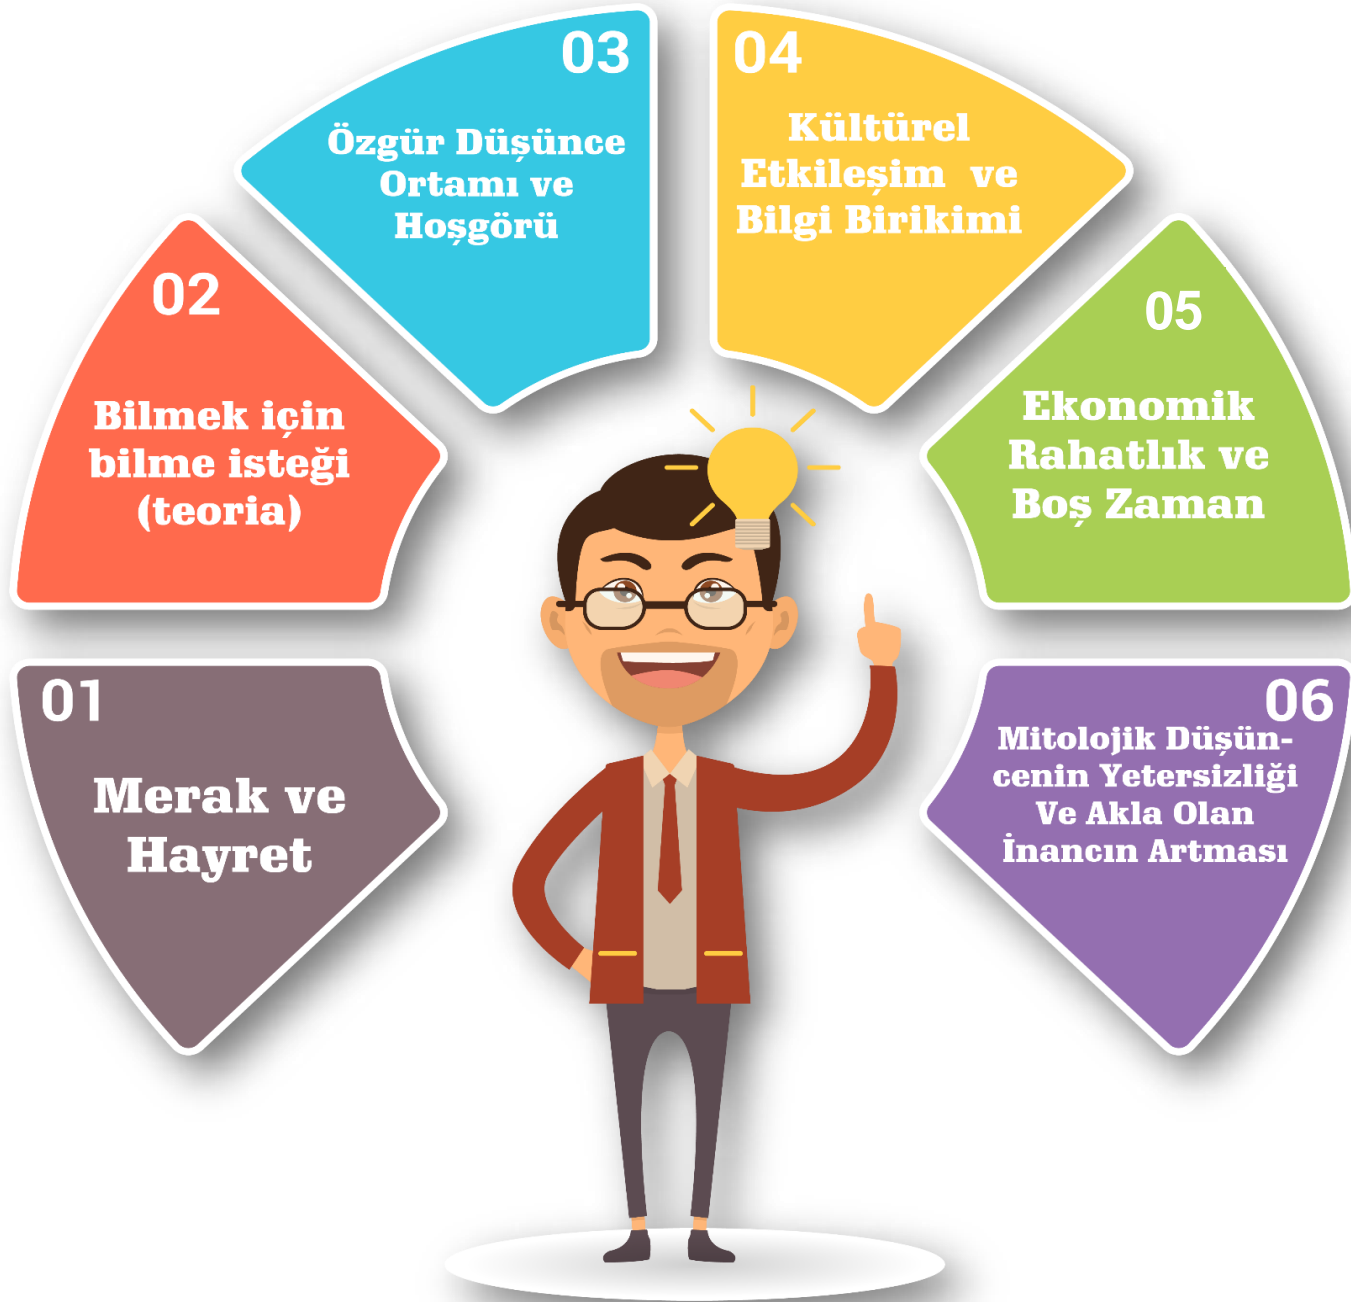 01
Merak ve
Hayret
02
Bilmek için
bilme isteği
(teoria)
03
Özgür Düşünce
Ortamı ve
Hoşgörü
04
Kültürel
Etkileşim ve
Bilgi Birikimi
05
Ekonomik
Rahatlık ve
Boş Zaman
06
Mitolojik Düşün-
cenin Yetersizliği
Ve Akla Olan
İnancın Artması